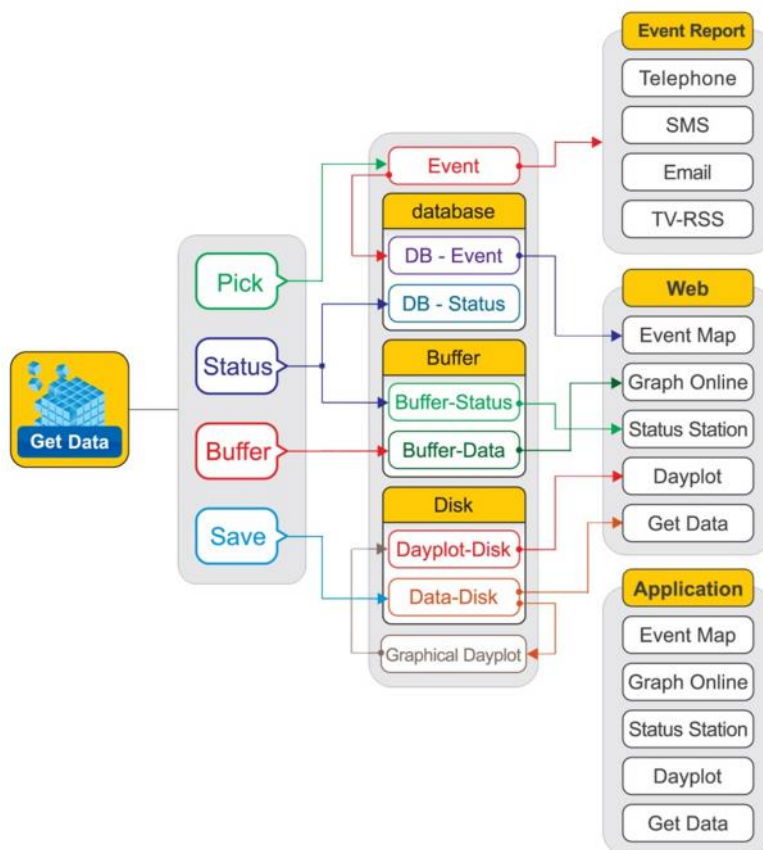 Get Data
Pick
Status
Buffer
Save
Event
database
DB - Event
DB - Status
Buffer
Buffer-Status
Buffer-Data
Disk
Dayplot-Disk
Data-Disk
Graphical Dayplot
Event Report
Telephone
SMS
Email
TV-RSS
Web
Event Map
Graph Online
Status Station
Dayplot
Get Data
Application
Event Map
Graph Online
Status Station
Dayplot
Get Data